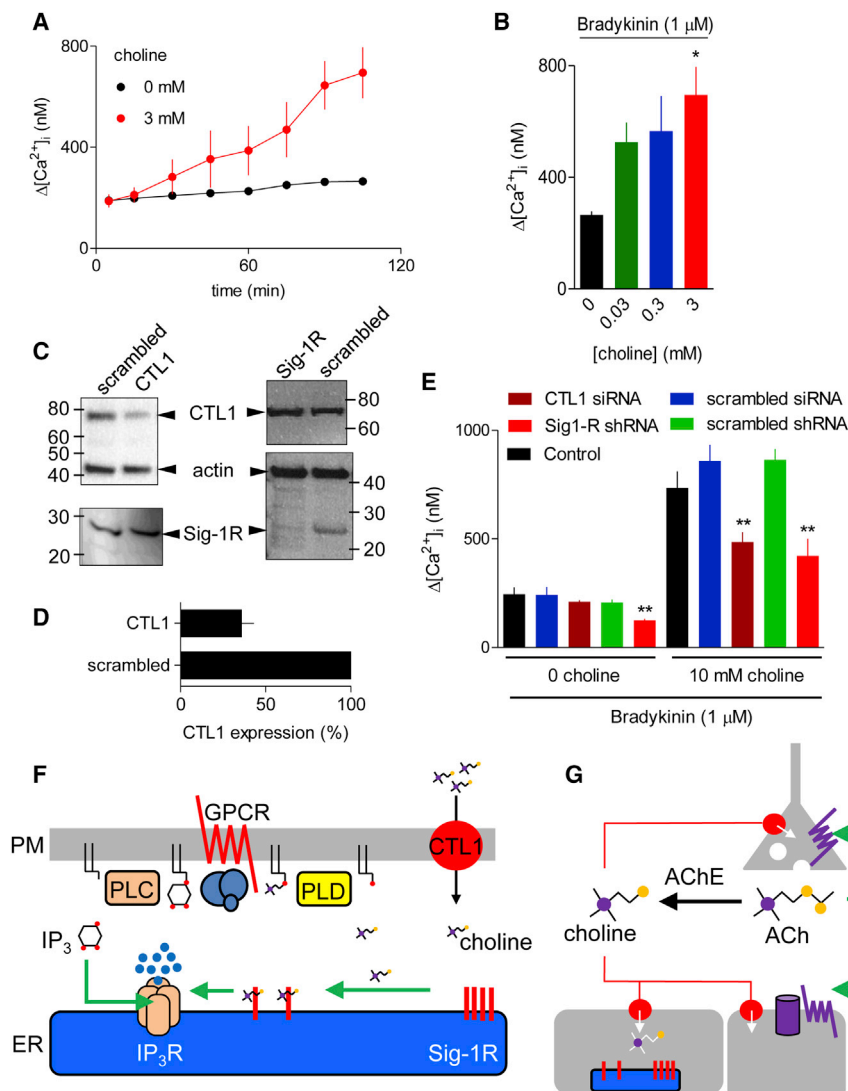 A
800
400
0
Δ[Ca2+]i (nM)
choline
0 mM
3 mM
0
60
120
time (min)
B
Bradykinin (1 μM)
*
800
400
0
Δ[Ca2+]i (nM)
0
0.03
0.3
3
[choline] (mM)
C
scrambled
CTL1
80
60
50
40
30
20
CTL1
actin
Sig-1R
Sig-1R
scrambled
80
60
40
30
20
D
CTL1
scrambled
0
50
100
CTL1 expression (%)
E
CTL1 siRNA
scrambled siRNA
Sig1-R shRNA
scrambled shRNA
Control
1000
500
0
Δ[Ca2+]i (nM)
**
**
**
0 choline
10 mM choline
Bradykinin (1 μM)
F
PM
GPCR
CTL1
PLC
PLD
IP3
choline
ER
IP3R
Sig-1R
G
AChE
choline
ACh